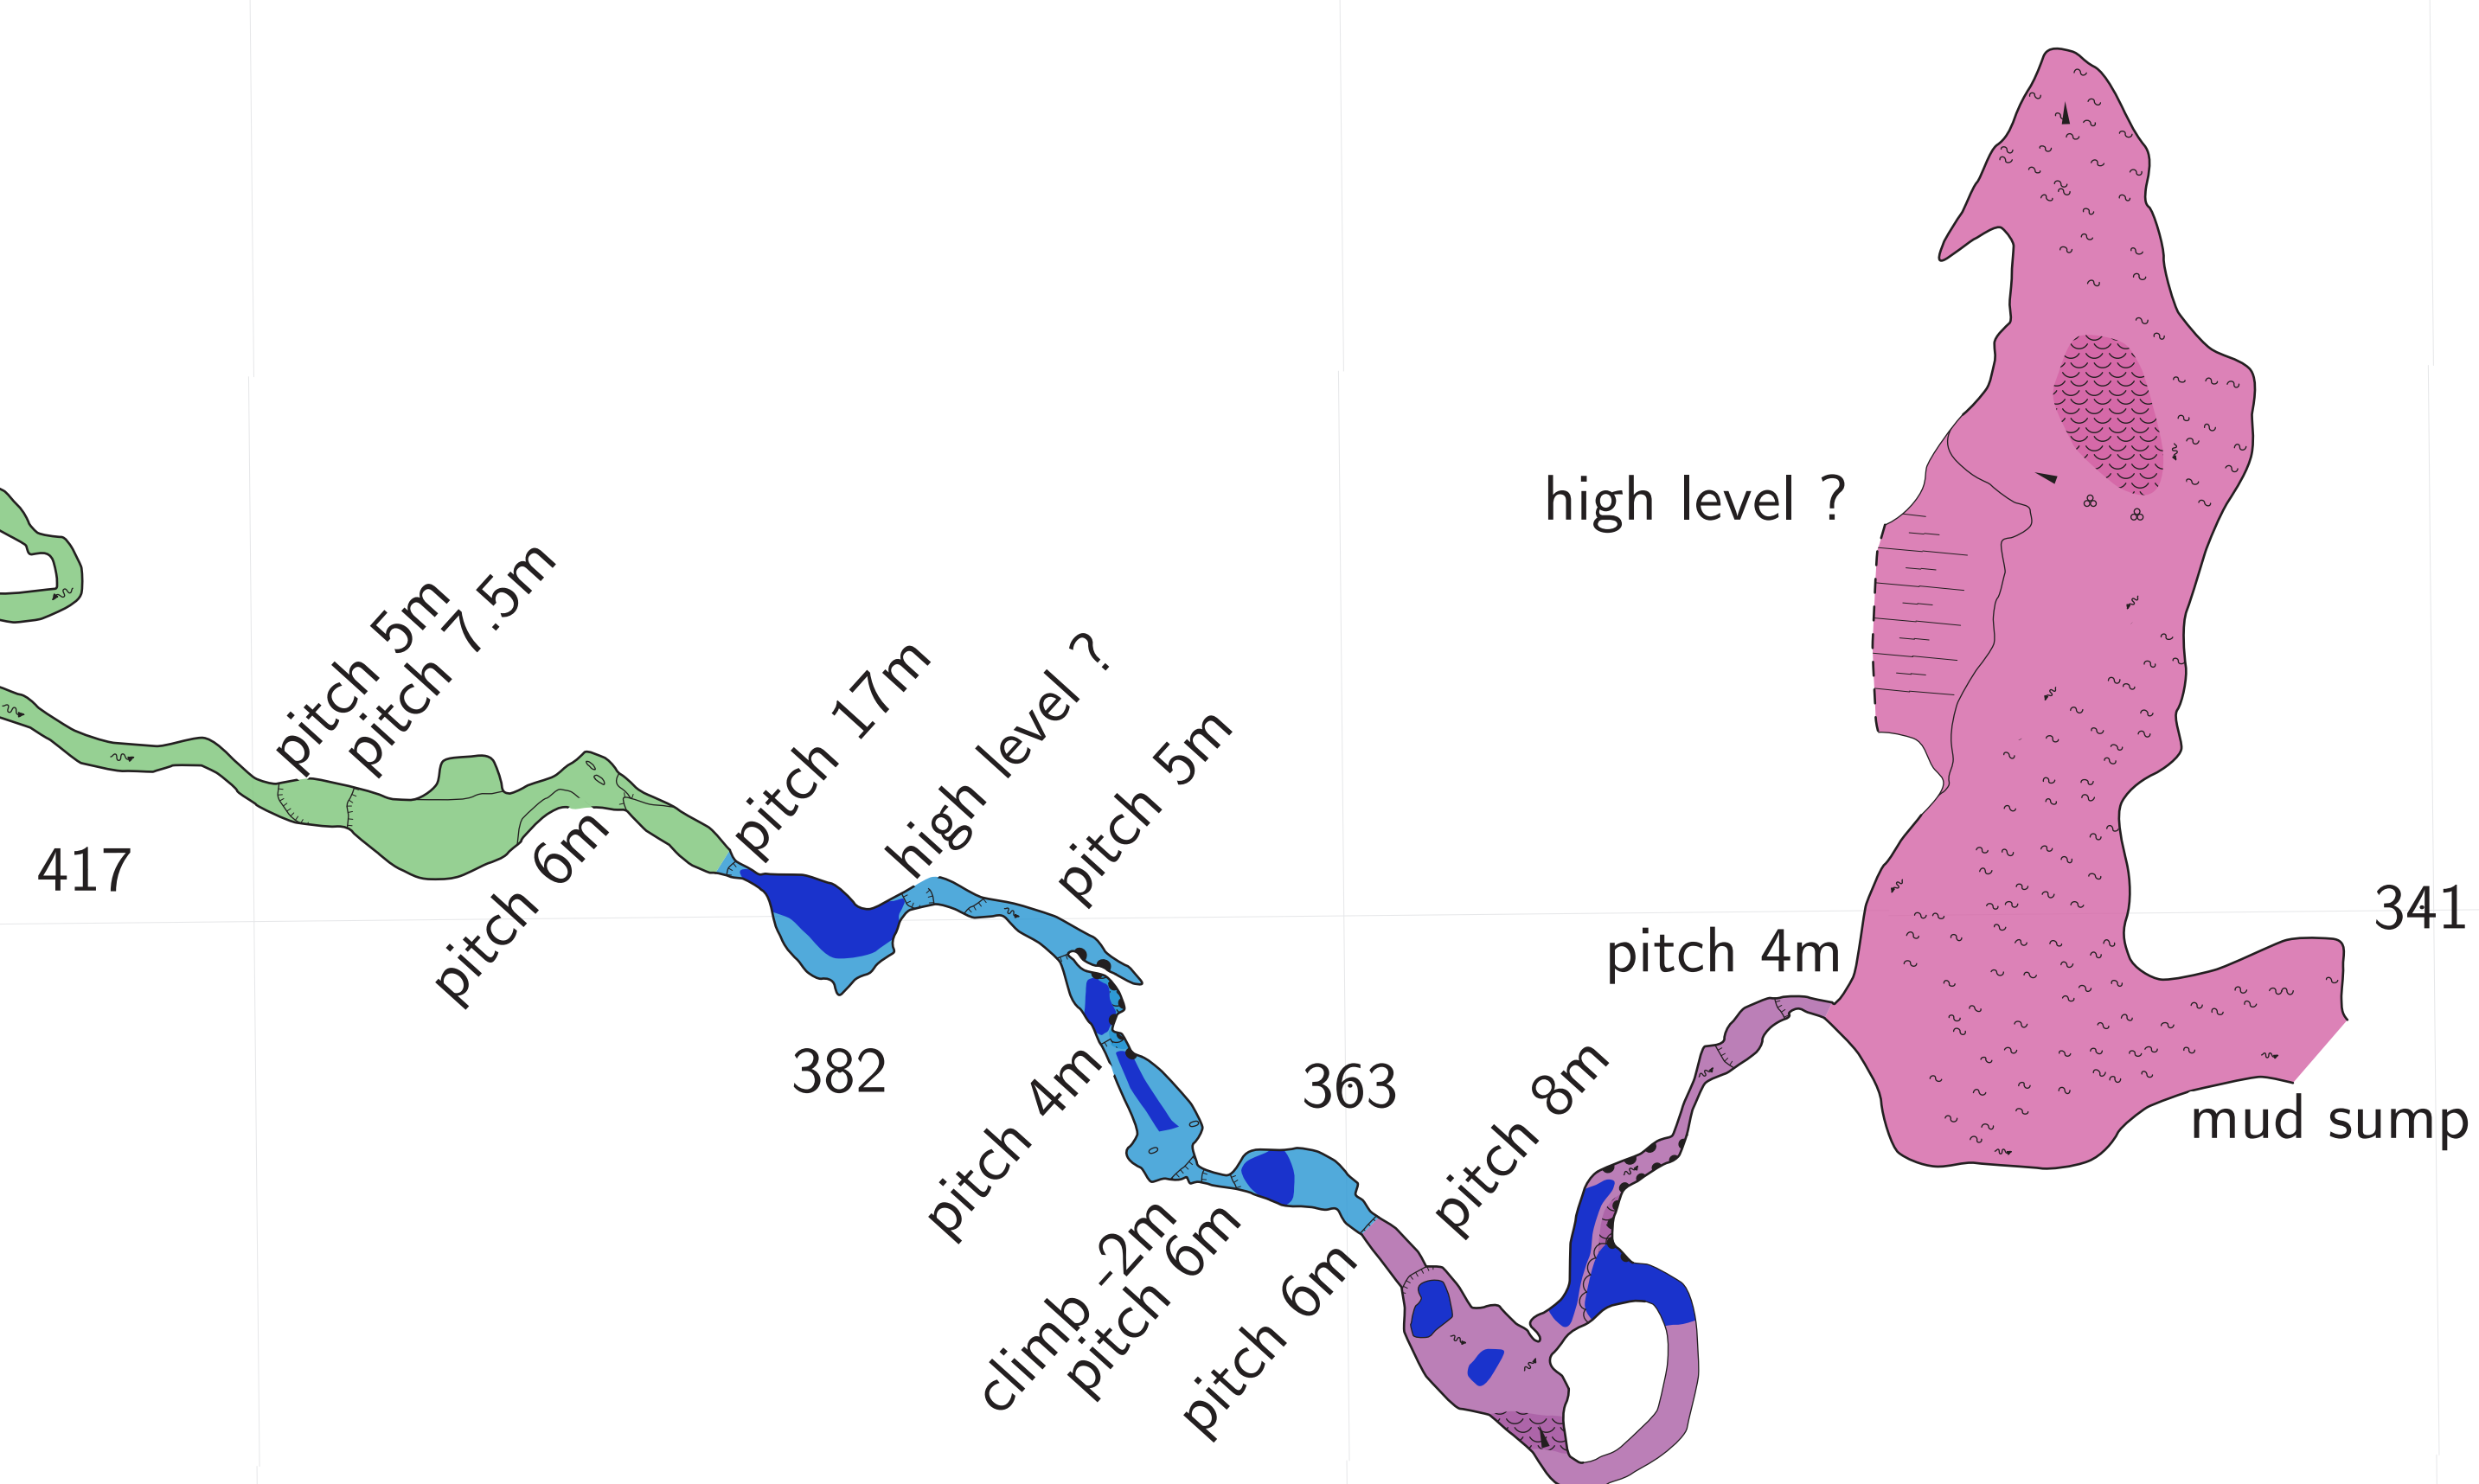 high level ?
pitch 5m
pitch 7.5m
pitch 17m
high level ?
pitch 5m
417
pitch 6m
341
pitch 4m
382
363
pitch 4m
pitch 8m
mud sump
climb -2m
pitch 6m
pitch 6m